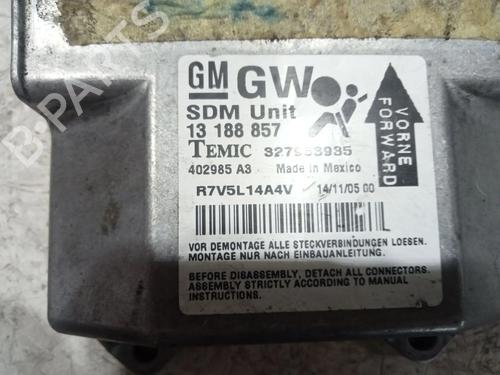 GM GW
SDM Unit
13 188 857
TEMIC 327963935
402985 A3 Made in Mexico
R7V5L14A4V 14/11/05 00
VORNE
FORWARD
VOR DEMONTAGE ALLE STECKVERBINDUNGEN LOESEN.
MONTAGE NUR NACH EINBAUANLEITUNG.
BEFORE DISASSEMBLY, DETACH ALL CONNECTORS.
ASSEMBLY STRICTLY ACCORDING TO MANUAL
INSTRUCTIONS.
B-PARTS